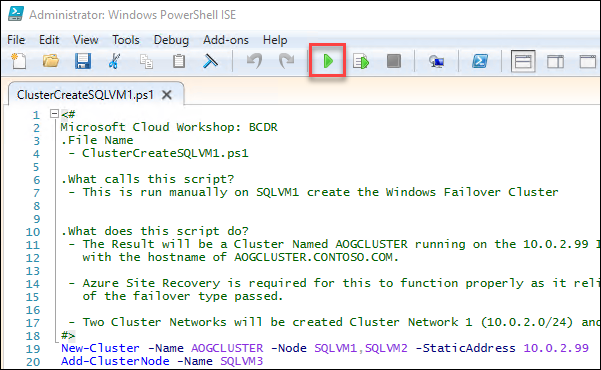 Administrator: Windows PowerShell ISE
File Edit View Tools Debug Add-ons Help
ClusterCreateSQLVM1.ps1
1 <#
2 Microsoft Cloud Workshop: BCDR
3 .File Name
4 - ClusterCreateSQLVM1.ps1
5
6 .What calls this script?
7 - This is run manually on SQLVM1 create the Windows Failover Cluster
8
9
10 .What does this script do?
11 - The Result will be a Cluster Named AOGCLUSTER running on the 10.0.2.99
12 with the hostname of AOGCLUSTER.CONTOSO.COM.
13
14 - Azure Site Recovery is required for this to function properly as it
15 of the failover type passed.
16
17 - Two Cluster Networks will be created Cluster Network 1 (10.0.2.0/24) and
18 #>
19 New-Cluster -Name AOGCLUSTER -Node SQLVM1,SQLVM2 -StaticAddress 10.0.2.99
20 Add-ClusterNode -Name SQLVM3